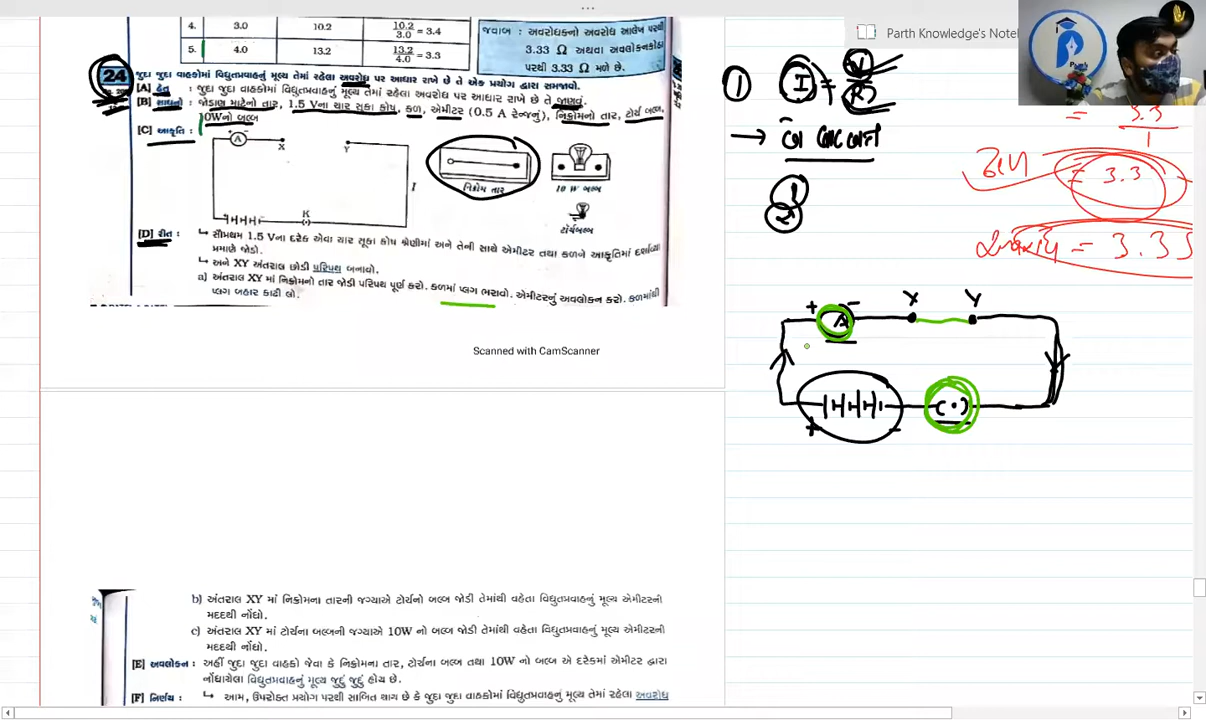 4. 3.0 10.2 10.2/3.0 = 3.4
5. 4.0 13.2 13.2/4.0 = 3.3
જવાબ : અવરોધકનો અવરોધ આલેખ પરથી
3.33 Ω અથવા અવલોકનકોઠા
પરથી 3.33 Ω મળે છે.
24 જુદા જુદા વાહકોમાં વિદ્યુતપ્રવાહનું મૂલ્ય તેમાં રહેલા અવરોધ પર આધાર રાખે છે તે એક પ્રયોગ દ્વારા સમજાવો.
[A] હેતુ : જુદા જુદા વાહકોમાં વિદ્યુતપ્રવાહનું મૂલ્ય તેમાં રહેલા અવરોધ પર આધાર રાખે છે તે જાણવું.
[B] સાધનો : જોડાણ માટેનો તાર, 1.5 Vના ચાર સૂકા કોષ, કળ, એમીટર (0.5 A રેન્જનું), નિક્રોમનો તાર, ટોર્ચ બલ્બ,
10Wનો બલ્બ
[C] આકૃતિ :
+ A −
X
Y
I
K
નિક્રોમ તાર
10 W બલ્બ
ટોર્ચબલ્બ
[D] રીત : ↳ સૌપ્રથમ 1.5 Vના દરેક એવા ચાર સૂકા કોષ શ્રેણીમાં અને તેની સાથે એમીટર તથા કળને આકૃતિમાં દર્શાવ્યા
પ્રમાણે જોડો.
↳ અને XY અંતરાલ છોડી પરિપથ બનાવો.
a) અંતરાલ XY માં નિક્રોમનો તાર જોડી પરિપથ પૂર્ણ કરો. કળમાં પ્લગ ભરાવો. એમીટરનું અવલોકન કરો. કળમાંથી
પ્લગ બહાર કાઢી લો.
Scanned with CamScanner
b) અંતરાલ XY માં નિક્રોમના તારની જગ્યાએ ટોર્ચનો બલ્બ જોડી તેમાંથી વહેતા વિદ્યુતપ્રવાહનું મૂલ્ય એમીટરની
મદદથી નોંધો.
c) અંતરાલ XY માં ટોર્ચના બલ્બની જગ્યાએ 10W નો બલ્બ જોડી તેમાંથી વહેતા વિદ્યુતપ્રવાહનું મૂલ્ય એમીટરની
મદદથી નોંધો.
[E] અવલોકન : અહીં જુદા જુદા વાહકો જેવા કે નિક્રોમના તાર, ટોર્ચના બલ્બ તથા 10W નો બલ્બ એ દરેકમાં એમીટર દ્વારા
નોંધાયેલા વિદ્યુતપ્રવાહનું મૂલ્ય જુદું જુદું હોય છે.
[F] નિર્ણય : ↳ આમ, ઉપરોક્ત પ્રયોગ પરથી સાબિત થાય છે કે જુદા જુદા વાહકોમાં વિદ્યુતપ્રવાહનું મૂલ્ય તેમાં રહેલા અવરોધ
Parth Knowledge's Note
① I = V/R
= 3.3/1
= 3.3
= 3.33
+ A − X Y
+ −